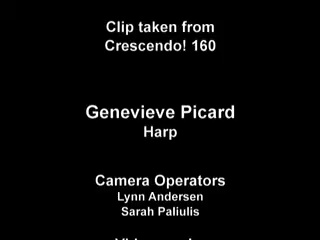 Clip taken from
Crescendo! 160
Genevieve Picard
Harp
Camera Operators
Lynn Andersen
Sarah Paliulis